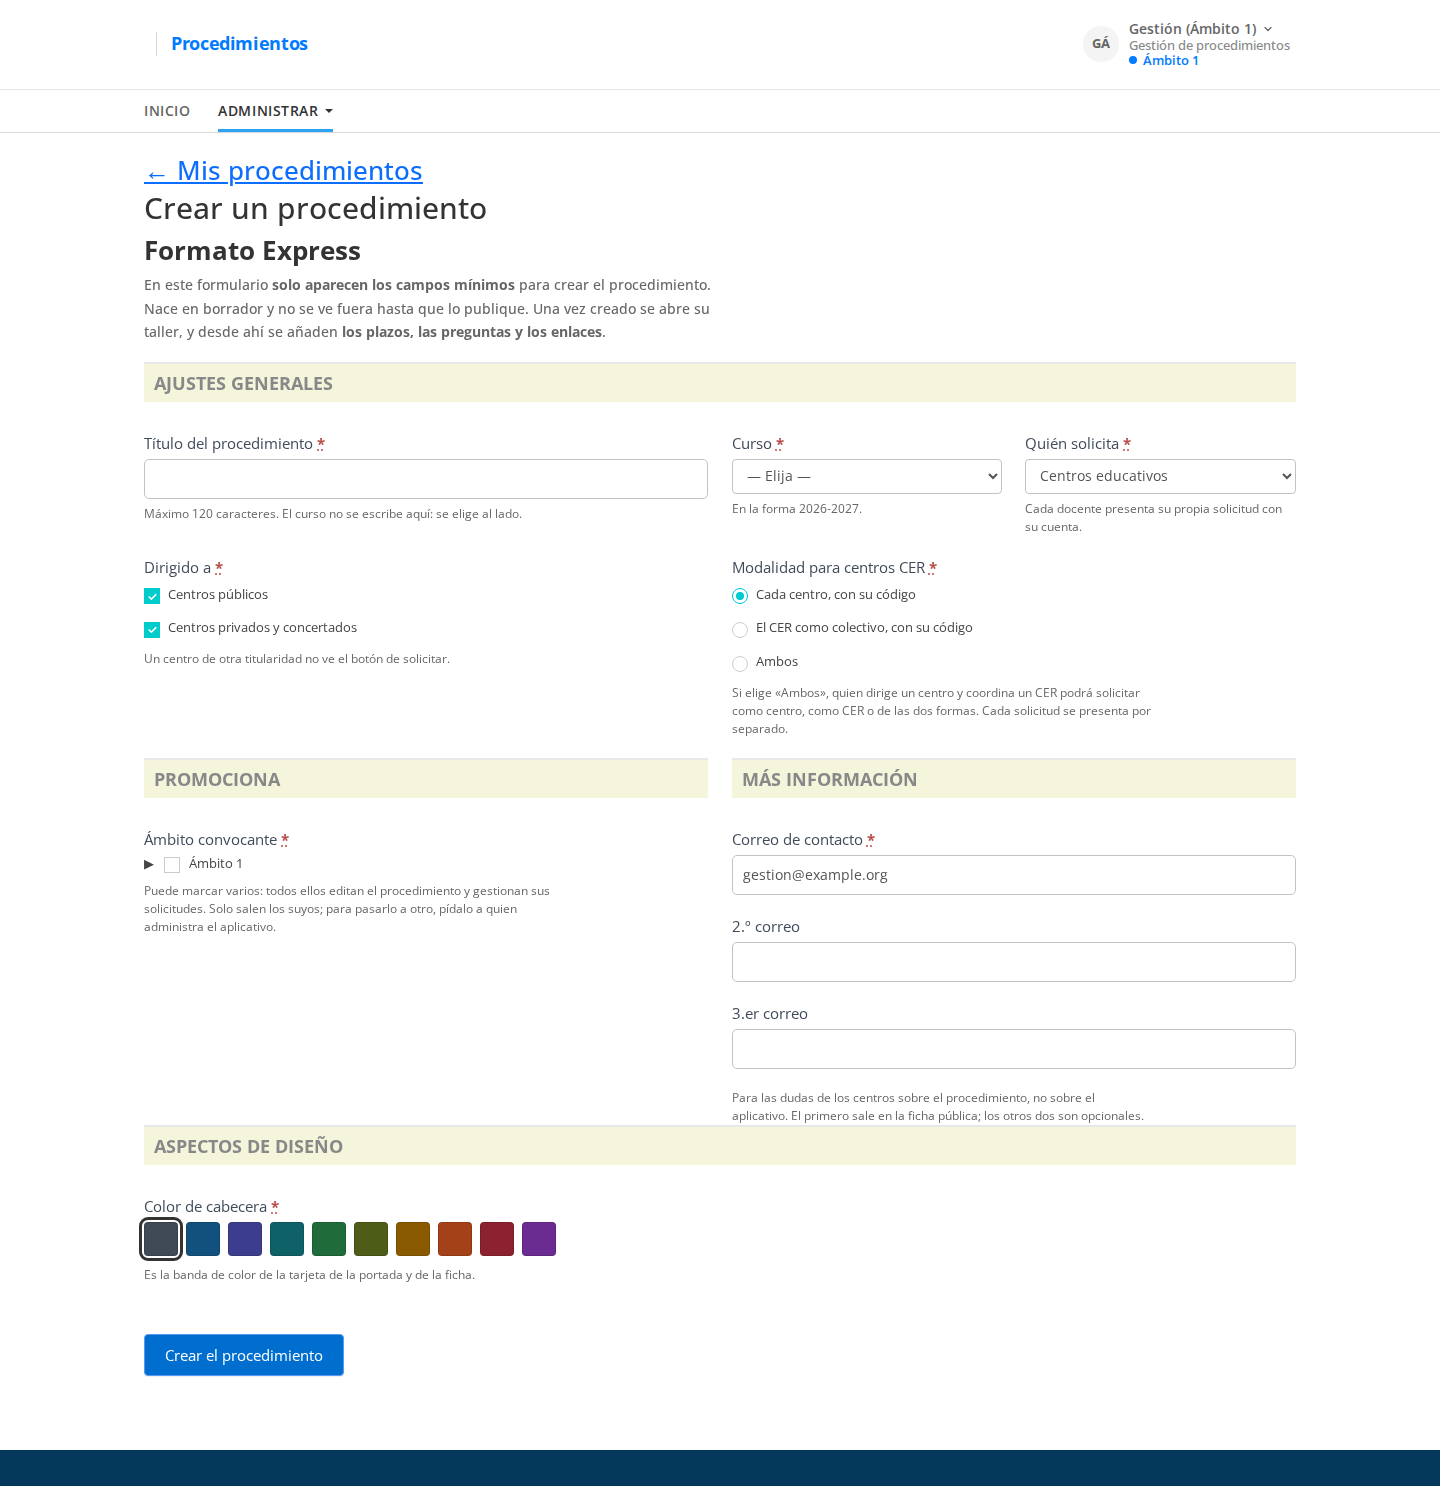 Procedimientos
GÁ
Gestión (Ámbito 1)
Gestión de procedimientos
Ámbito 1
INICIO
ADMINISTRAR
← Mis procedimientos
Crear un procedimiento
Formato Express
En este formulario solo aparecen los campos mínimos para crear el procedimiento.
Nace en borrador y no se ve fuera hasta que lo publique. Una vez creado se abre su
taller, y desde ahí se añaden los plazos, las preguntas y los enlaces.
AJUSTES GENERALES
Título del procedimiento *
Máximo 120 caracteres. El curso no se escribe aquí: se elige al lado.
Curso *
— Elija —
En la forma 2026-2027.
Quién solicita *
Centros educativos
Cada docente presenta su propia solicitud con
su cuenta.
Dirigido a *
Centros públicos
Centros privados y concertados
Un centro de otra titularidad no ve el botón de solicitar.
Modalidad para centros CER *
Cada centro, con su código
El CER como colectivo, con su código
Ambos
Si elige «Ambos», quien dirige un centro y coordina un CER podrá solicitar
como centro, como CER o de las dos formas. Cada solicitud se presenta por
separado.
PROMOCIONA
Ámbito convocante *
▶ Ámbito 1
Puede marcar varios: todos ellos editan el procedimiento y gestionan sus
solicitudes. Solo salen los suyos; para pasarlo a otro, pídalo a quien
administra el aplicativo.
MÁS INFORMACIÓN
Correo de contacto *
gestion@example.org
2.º correo
3.er correo
Para las dudas de los centros sobre el procedimiento, no sobre el
aplicativo. El primero sale en la ficha pública; los otros dos son opcionales.
ASPECTOS DE DISEÑO
Color de cabecera *
Es la banda de color de la tarjeta de la portada y de la ficha.
Crear el procedimiento